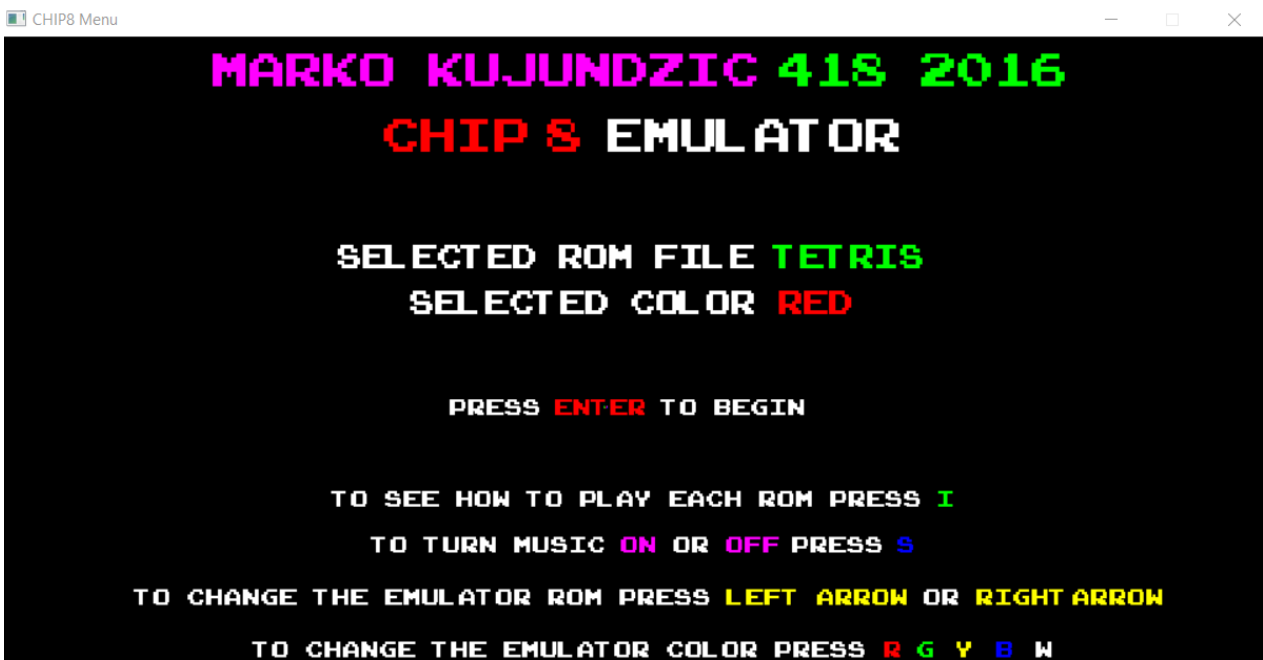 CHIP8 Menu
MARKO KUJUNDZIC 418 2016
CHIP 8 EMULATOR
SELECTED ROM FILE TETRIS
SELECTED COLOR RED
PRESS ENTER TO BEGIN
TO SEE HOW TO PLAY EACH ROM PRESS I
TO TURN MUSIC ON OR OFF PRESS S
TO CHANGE THE EMULATOR ROM PRESS LEFT ARROW OR RIGHT ARROW
TO CHANGE THE EMULATOR COLOR PRESS R G Y B W